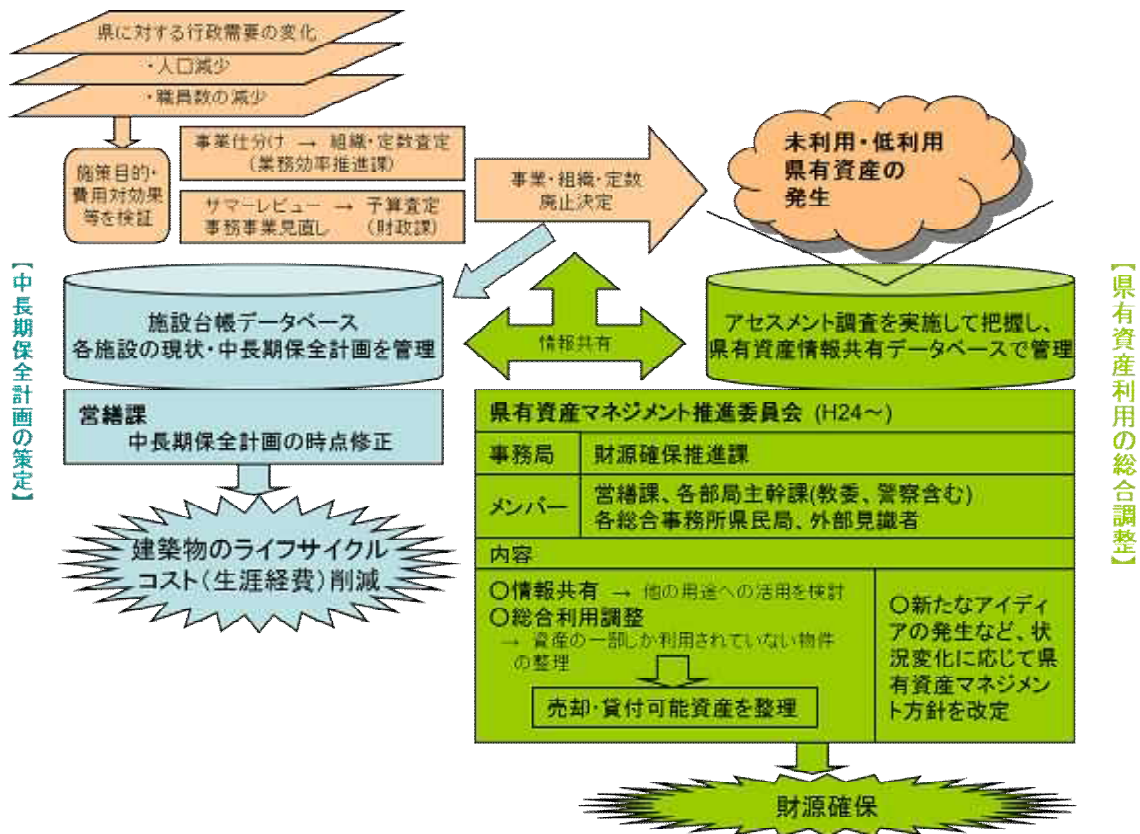 県に対する行政需要の変化
・人口減少
・職員数の減少
施策目的・
費用対効果
等を検証
事業仕分け → 組織・定数査定
(業務効率推進課)
サマーレビュー → 予算査定
事務事業見直し (財政課)
事業・組織・定数
廃止決定
未利用・低利用
県有資産の
発生
【中長期保全計画の策定】
施設台帳データベース
各施設の現状・中長期保全計画を管理
情報共有
アセスメント調査を実施して把握し、
県有資産情報共有データベースで管理
【県有資産利用の総合調整】
営繕課
中長期保全計画の時点修正
建築物のライフサイクル
コスト(生涯経費)削減
県有資産マネジメント推進委員会 (H24~)
事務局 財源確保推進課
メンバー
営繕課、各部局主幹課(教委、警察含む)
各総合事務所県民局、外部見識者
内容
○情報共有 → 他の用途への活用を検討
○総合利用調整
→ 資産の一部しか利用されていない物件
の整理
売却・貸付可能資産を整理
○新たなアイディ
アの発生など、状
況変化に応じて県
有資産マネジメン
ト方針を改定
財源確保